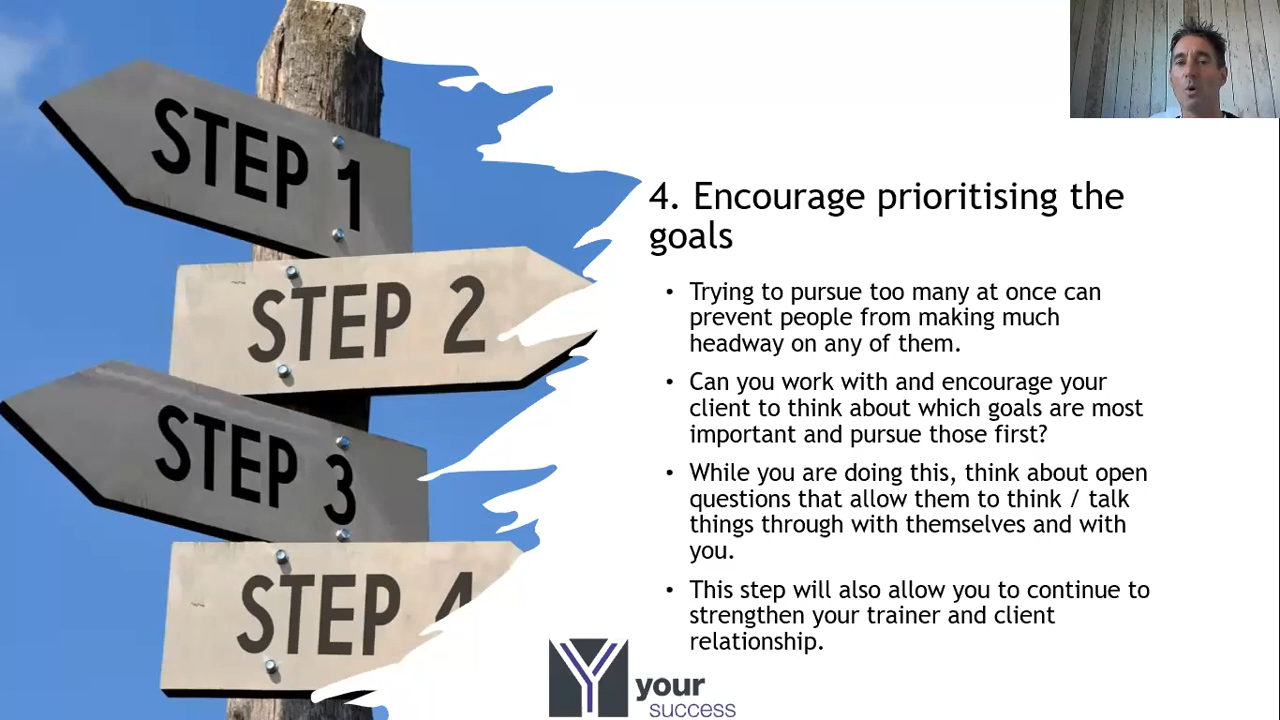 STEP 1
STEP 2
STEP 3
STEP 4
4. Encourage prioritising the
goals
• Trying to pursue too many at once can
prevent people from making much
headway on any of them.
• Can you work with and encourage your
client to think about which goals are most
important and pursue those first?
• While you are doing this, think about open
questions that allow them to think / talk
things through with themselves and with
you.
• This step will also allow you to continue to
strengthen your trainer and client
relationship.
Y
your
success